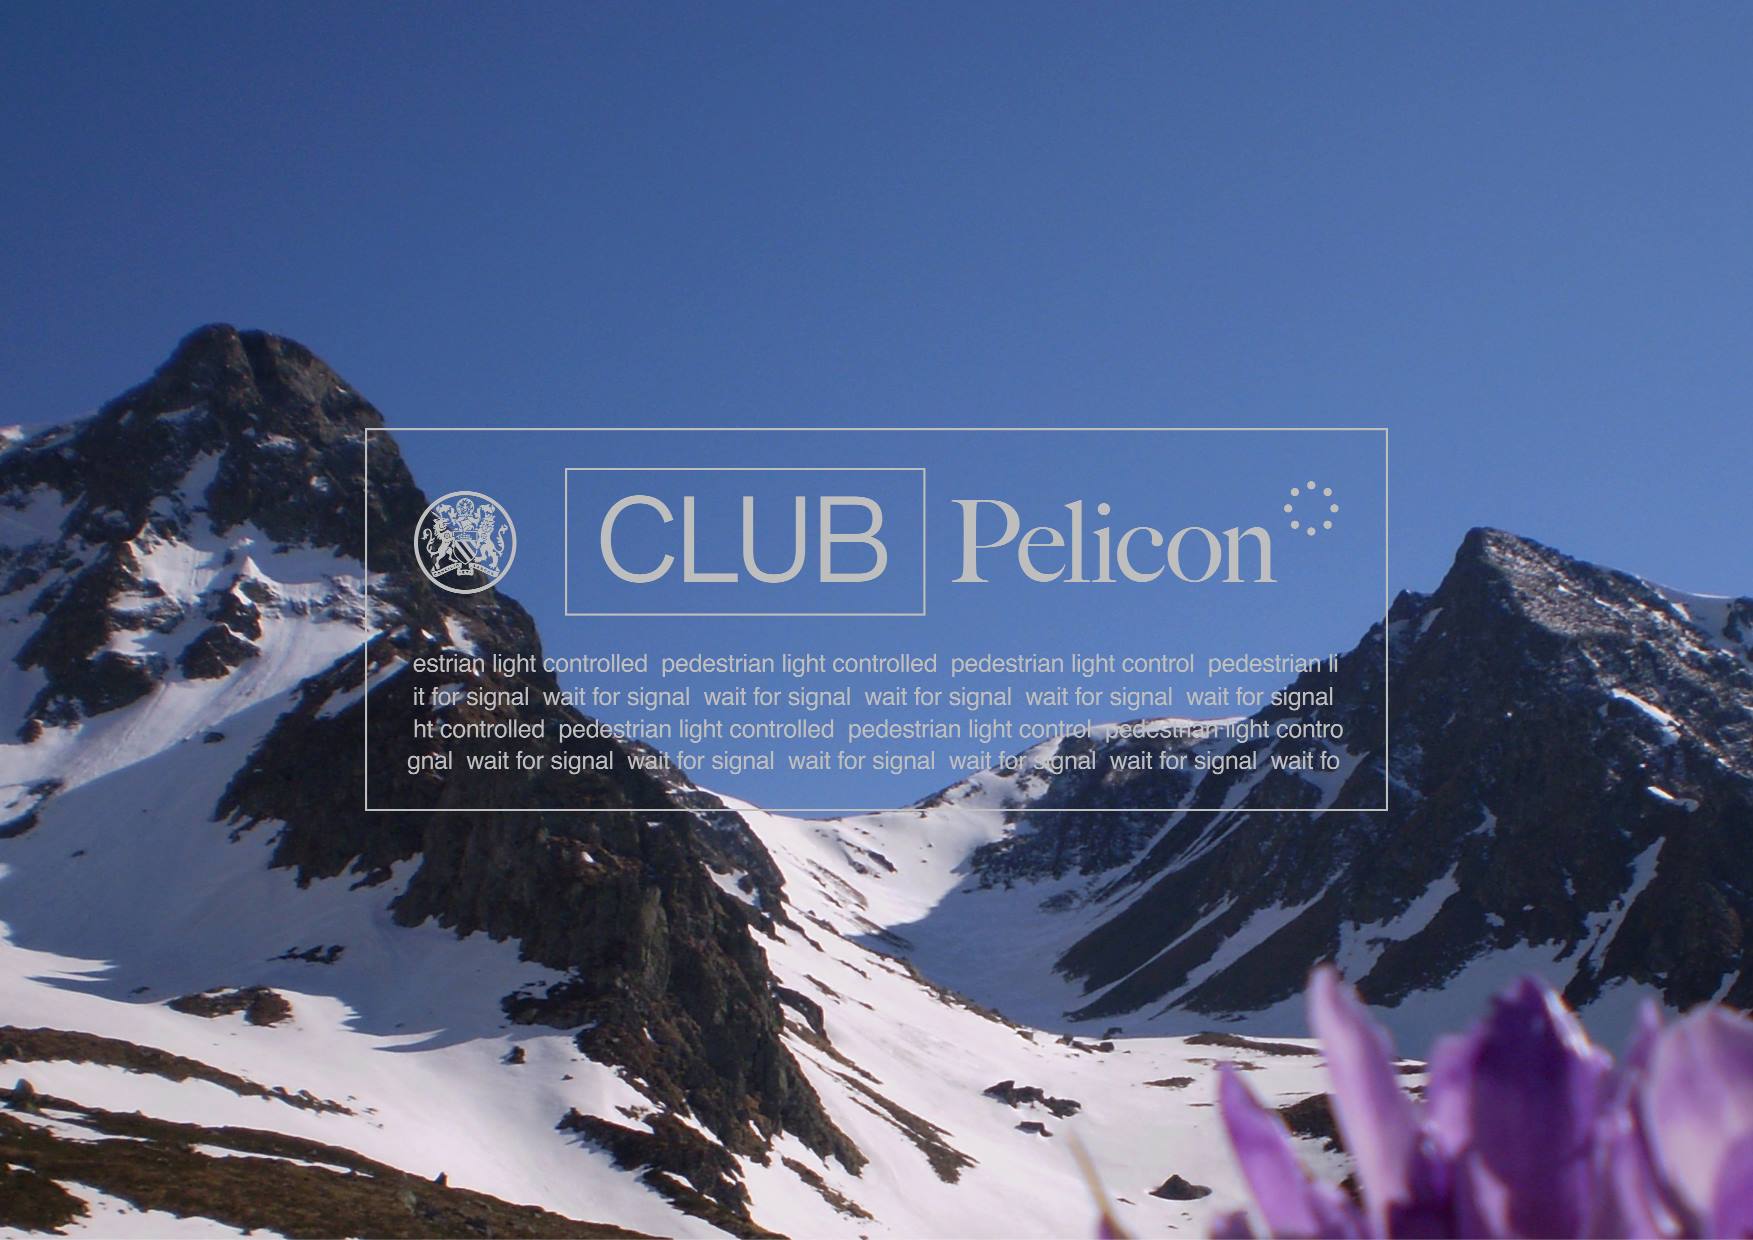 CLUB Pelicon
estrian light controlled pedestrian light controlled pedestrian light control pedestrian li
it for signal wait for signal wait for signal wait for signal wait for signal wait for signal
ht controlled pedestrian light controlled pedestrian light control pedestrian light contro
gnal wait for signal wait for signal wait for signal wait for signal wait for signal wait fo